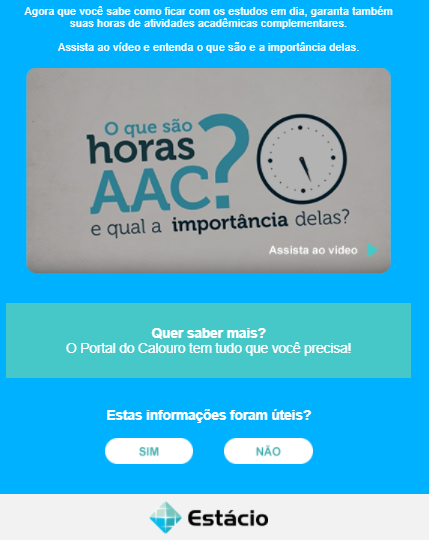 Agora que você sabe como ficar com os estudos em dia, garanta também
suas horas de atividades acadêmicas complementares.
Assista ao vídeo e entenda o que são e a importância delas.
O que são
horas
AAC?
e qual a importância delas?
Assista ao video
Quer saber mais?
O Portal do Calouro tem tudo que você precisa!
Estas informações foram úteis?
SIM
NÃO
Estácio